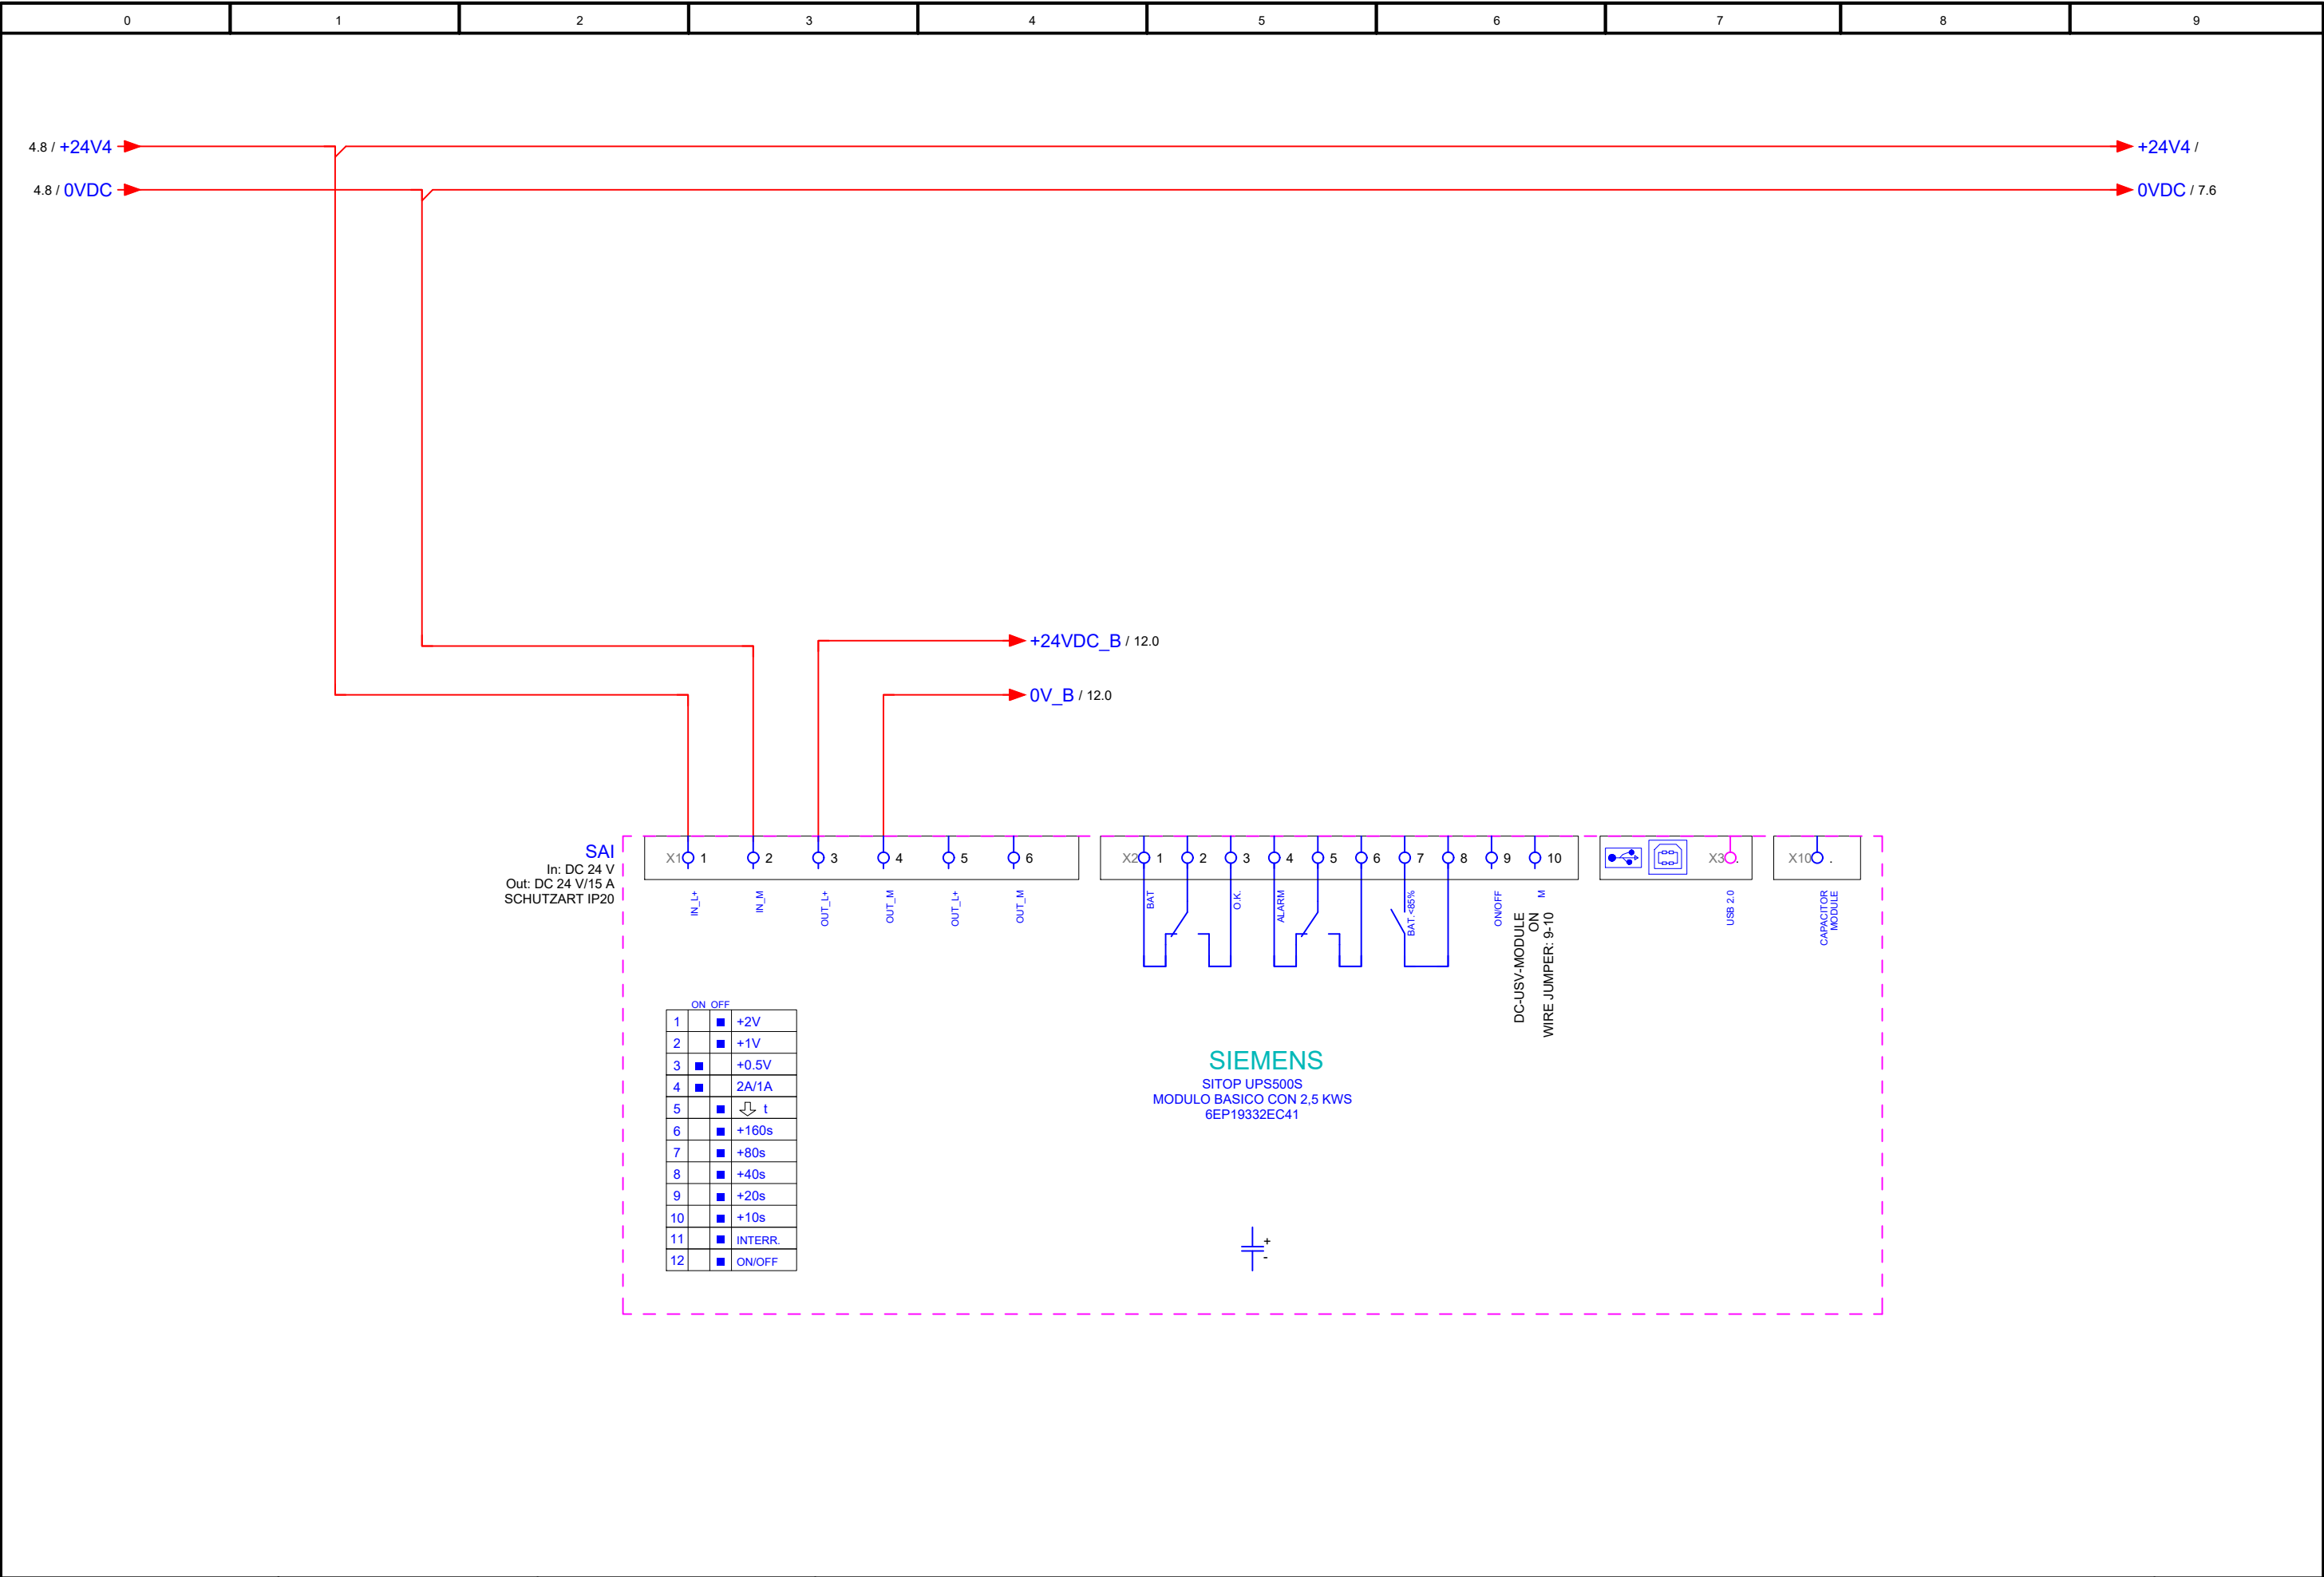 0 1 2 3 4 5 6 7 8 9
4.8 / +24V4
+24V4 /
4.8 / 0VDC
0VDC / 7.6
+24VDC_B / 12.0
0V_B / 12.0
SAI
In: DC 24 V
Out: DC 24 V/15 A
SCHUTZART IP20
X1 1 2 3 4 5 6
X2 1 2 3 4 5 6 7 8 9 10
X3 .
X10 .
IN_L+
IN_M
OUT_L+
OUT_M
OUT_L+
OUT_M
BAT
O.K.
ALARM
BAT.<85%
ON/OFF
M
DC-USV-MODULE
ON
WIRE JUMPER: 9-10
USB 2.0
CAPACITOR
MODULE
ON OFF
1 +2V
2 +1V
3 +0.5V
4 2A/1A
5 t
6 +160s
7 +80s
8 +40s
9 +20s
10 +10s
11 INTERR.
12 ON/OFF
SIEMENS
SITOP UPS500S
MODULO BASICO CON 2,5 KWS
6EP19332EC41
+
-